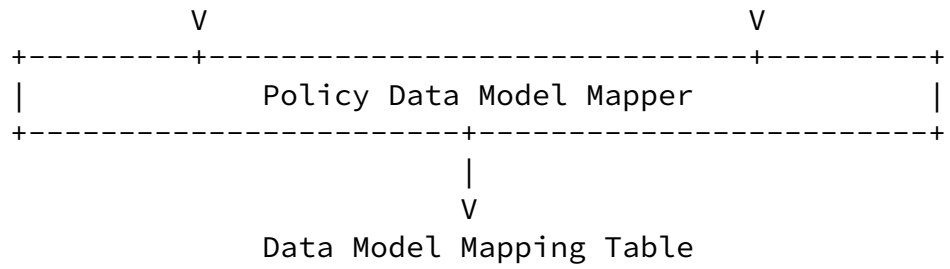 V V
Policy Data Model Mapper
V
Data Model Mapping Table